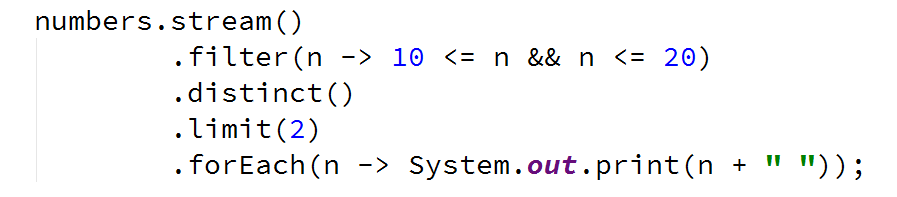 numbers.stream()
.filter(n -> 10 <= n && n <= 20)
.distinct()
.limit(2)
.forEach(n -> System.out.print(n + " "));